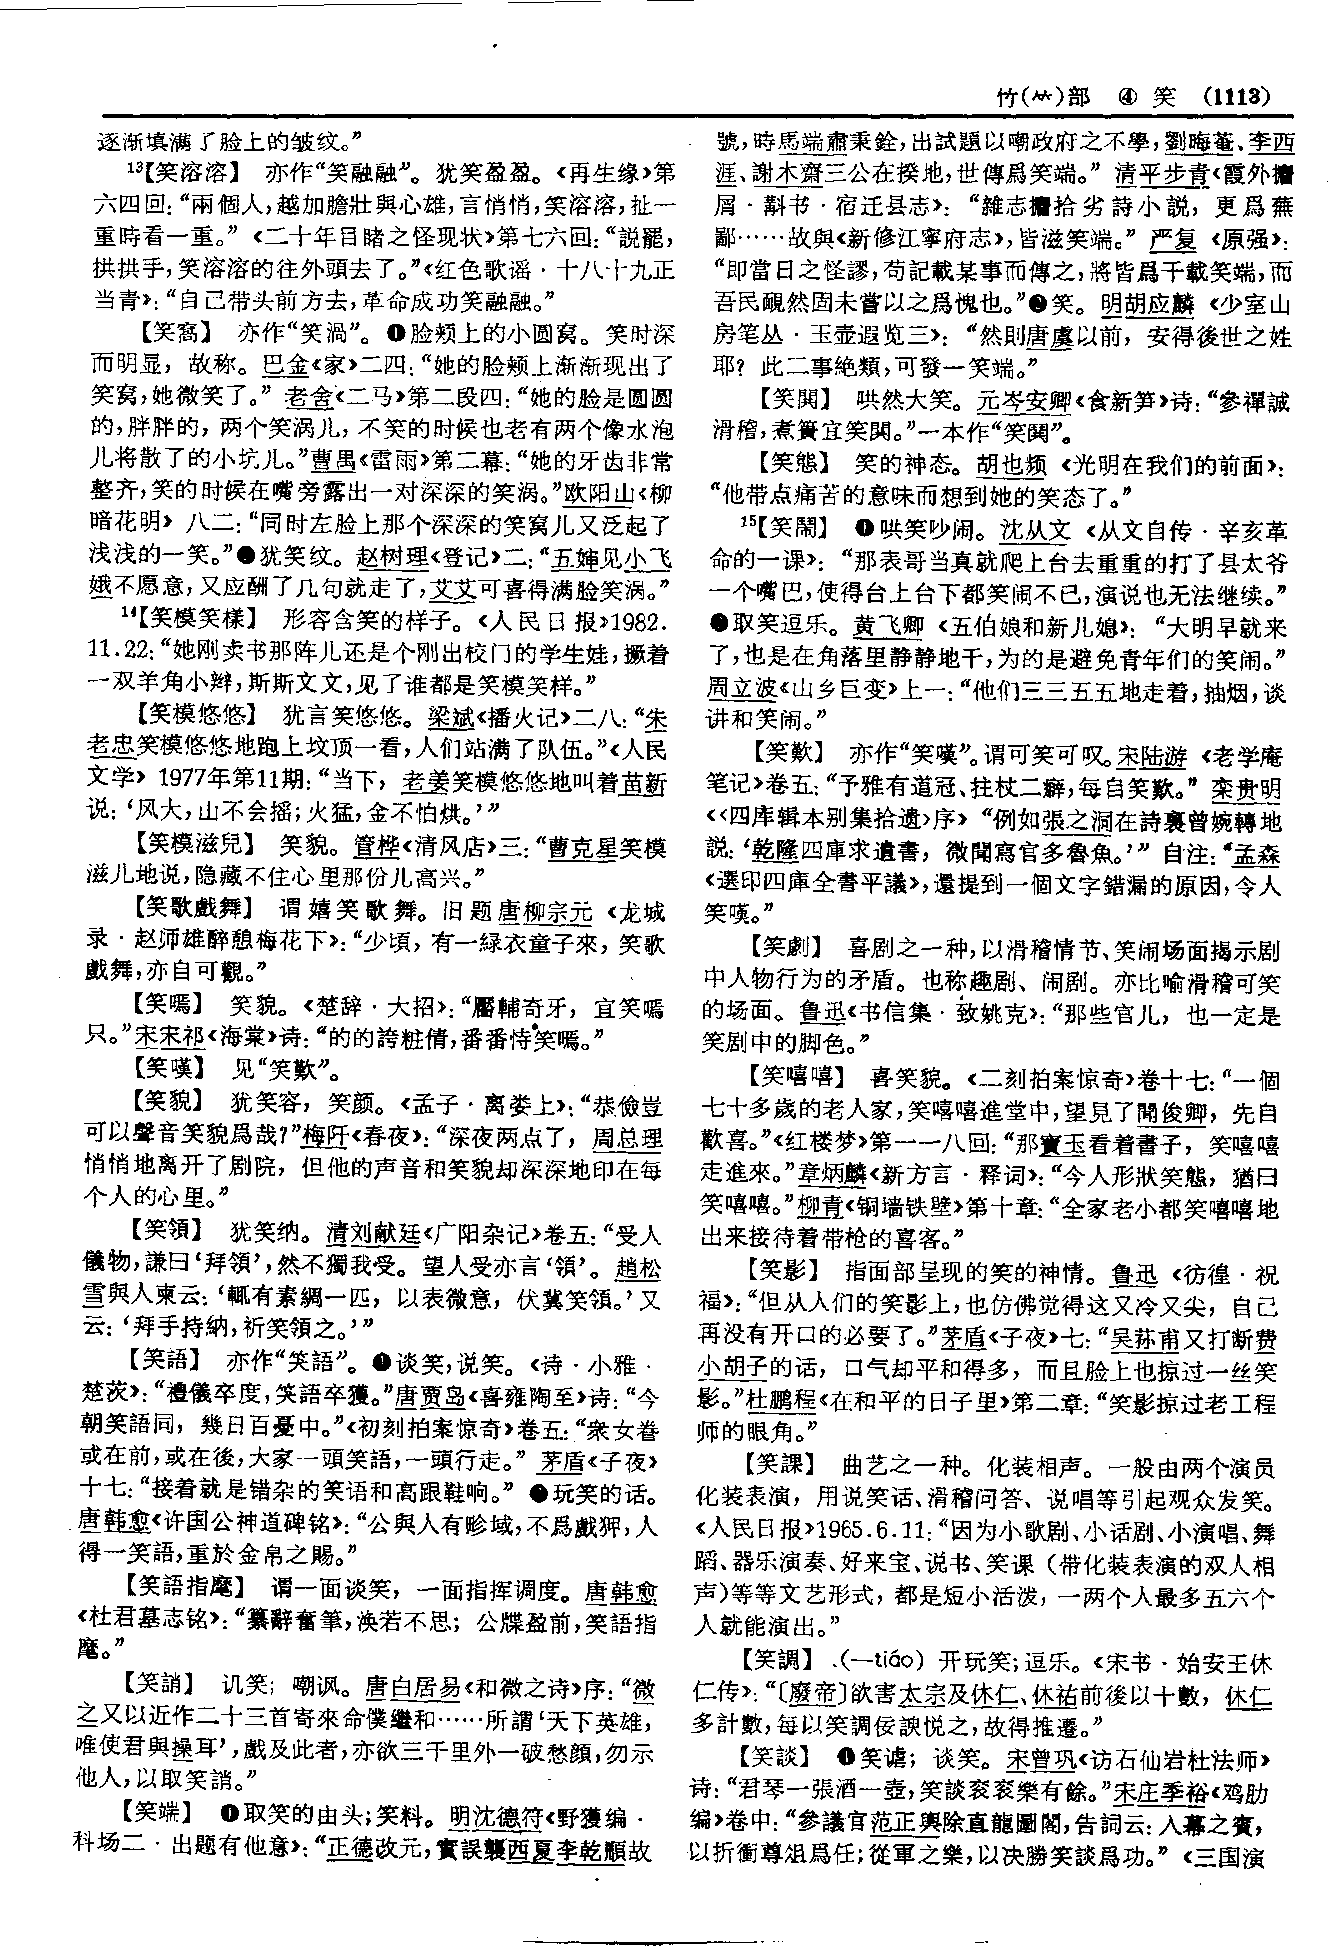 竹(⺮)部 ④ 笑 (1113)
逐渐填满了脸上的皱纹。”
13【笑溶溶】 亦作“笑融融”。犹笑盈盈。《再生缘》第
六四回：“兩個人，越加膽壯與心雄，言悄悄，笑溶溶，扯一
重時看一重。”《二十年目睹之怪现状》第七六回：“説罷，
拱拱手，笑溶溶的往外頭去了。”《红色歌谣·十八十九正
当青》：“自己带头前方去，革命成功笑融融。”
【笑窩】 亦作“笑渦”。❶脸颊上的小圆窝。笑时深
而明显，故称。巴金《家》二四：“她的脸颊上渐渐现出了
笑窝，她微笑了。”老舍《二马》第二段四：“她的脸是圆圆
的，胖胖的，两个笑涡儿，不笑的时候也老有两个像水泡
儿将散了的小坑儿。”曹禺《雷雨》第二幕：“她的牙齿非常
整齐，笑的时候在嘴旁露出一对深深的笑涡。”欧阳山《柳
暗花明》八二：“同时左脸上那个深深的笑窝儿又泛起了
浅浅的一笑。”❷犹笑纹。赵树理《登记》二：“五婶见小飞
娥不愿意，又应酬了几句就走了，艾艾可喜得满脸笑涡。”
14【笑模笑樣】 形容含笑的样子。《人民日报》1982.
11.22：“她刚卖书那阵儿还是个刚出校门的学生娃，撅着
一双羊角小辫，斯斯文文，见了谁都是笑模笑样。”
【笑模悠悠】 犹言笑悠悠。梁斌《播火记》二八：“朱
老忠笑模悠悠地跑上坟顶一看，人们站满了队伍。”《人民
文学》1977年第11期：“当下，老姜笑模悠悠地叫着苗新
说：‘风大，山不会摇；火猛，金不怕烘。’”
【笑模滋兒】 笑貌。管桦《清风店》三：“曹克星笑模
滋儿地说，隐藏不住心里那份儿高兴。”
【笑歌戲舞】 谓嬉笑歌舞。旧题唐柳宗元《龙城
录·赵师雄醉憩梅花下》：“少頃，有一緑衣童子來，笑歌
戲舞，亦自可觀。”
【笑嘕】 笑貌。《楚辞·大招》：“靨輔奇牙，宜笑嘕
只。”宋宋祁《海棠》诗：“的的誇粧倩，番番恃笑嘕。”
【笑嘆】 见“笑歎”。
【笑貌】 犹笑容，笑颜。《孟子·离娄上》：“恭儉豈
可以聲音笑貌爲哉？”梅阡《春夜》：“深夜两点了，周总理
悄悄地离开了剧院，但他的声音和笑貌却深深地印在每
个人的心里。”
【笑領】 犹笑纳。清刘献廷《广阳杂记》卷五：“受人
儀物，謙曰‘拜領’，然不獨我受。望人受亦言‘領’。趙松
雪與人柬云：‘輒有素綢一匹，以表微意，伏冀笑領。’又
云：‘拜手持納，祈笑領之。’”
【笑語】 亦作“笑語”。❶谈笑，说笑。《诗·小雅·
楚茨》：“禮儀卒度，笑語卒獲。”唐贾岛《喜雍陶至》诗：“今
朝笑語同，幾日百憂中。”《初刻拍案惊奇》卷五：“衆女眷
或在前，或在後，大家一頭笑語，一頭行走。”茅盾《子夜》
十七：“接着就是错杂的笑语和高跟鞋响。”❷玩笑的话。
唐韩愈《许国公神道碑铭》：“公與人有畛域，不爲戲狎，人
得一笑語，重於金帛之賜。”
【笑語指麾】 谓一面谈笑，一面指挥调度。唐韩愈
《杜君墓志铭》：“纂辭奮筆，涣若不思；公牒盈前，笑語指
麾。”
【笑誚】 讥笑；嘲讽。唐白居易《和微之诗》序：“微
之又以近作二十三首寄來命僕繼和……所謂‘天下英雄，
唯使君與操耳’，戲及此者，亦欲三千里外一破愁顔，勿示
他人，以取笑誚。”
【笑端】 ❶取笑的由头；笑料。明沈德符《野獲编·
科场二·出题有他意》：“正德改元，實誤襲西夏李乾順故
號，時馬端肅秉銓，出試題以嘲政府之不學，劉晦菴、李西
涯、謝木齋三公在揆地，世傳爲笑端。”清平步青《霞外攟
屑·斠书·宿迁县志》：“雜志攟拾劣詩小説，更爲蕪
鄙……故與《新修江寧府志》，皆滋笑端。”严复《原强》：
“即當日之怪謬，苟記載某事而傳之，將皆爲千載笑端，而
吾民靦然固未嘗以之爲愧也。”❷笑。明胡应麟《少室山
房笔丛·玉壶遐览三》：“然則唐虞以前，安得後世之姓
耶？此二事絶類，可發一笑端。”
【笑鬨】 哄然大笑。元岑安卿《食新笋》诗：“參禪誠
滑稽，煮簀宜笑鬨。”一本作“笑鬨”。
【笑態】 笑的神态。胡也频《光明在我们的前面》：
“他带点痛苦的意味而想到她的笑态了。”
15【笑鬧】 ❶哄笑吵闹。沈从文《从文自传·辛亥革
命的一课》：“那表哥当真就爬上台去重重的打了县太爷
一个嘴巴，使得台上台下都笑闹不已，演说也无法继续。”
❷取笑逗乐。黄飞卿《五伯娘和新儿媳》：“大明早就来
了，也是在角落里静静地干，为的是避免青年们的笑闹。”
周立波《山乡巨变》上一：“他们三三五五地走着，抽烟，谈
讲和笑闹。”
【笑歎】 亦作“笑嘆”。谓可笑可叹。宋陆游《老学庵
笔记》卷五：“予雅有道冠、拄杖二癖，每自笑歎。”栾贵明
《<四库辑本别集拾遗>序》“例如張之洞在詩裏曾婉轉地
説：‘乾隆四庫求遺書，微聞寫官多魯魚。’”自注：“孟森
《選印四庫全書平議》，還提到一個文字錯漏的原因，令人
笑嘆。”
【笑劇】 喜剧之一种，以滑稽情节、笑闹场面揭示剧
中人物行为的矛盾。也称趣剧、闹剧。亦比喻滑稽可笑
的场面。鲁迅《书信集·致姚克》：“那些官儿，也一定是
笑剧中的脚色。”
【笑嘻嘻】 喜笑貌。《二刻拍案惊奇》卷十七：“一個
七十多歲的老人家，笑嘻嘻進堂中，望見了聞俊卿，先自
歡喜。”《红楼梦》第一一八回：“那寶玉看着書子，笑嘻嘻
走進來。”章炳麟《新方言·释词》：“今人形狀笑態，猶曰
笑嘻嘻。”柳青《铜墙铁壁》第十章：“全家老小都笑嘻嘻地
出来接待着带枪的喜客。”
【笑影】 指面部呈现的笑的神情。鲁迅《彷徨·祝
福》：“但从人们的笑影上，也仿佛觉得这又冷又尖，自己
再没有开口的必要了。”茅盾《子夜》七：“吴荪甫又打断费
小胡子的话，口气却平和得多，而且脸上也掠过一丝笑
影。”杜鹏程《在和平的日子里》第二章：“笑影掠过老工程
师的眼角。”
【笑課】 曲艺之一种。化装相声。一般由两个演员
化装表演，用说笑话、滑稽问答、说唱等引起观众发笑。
《人民日报》1965.6.11：“因为小歌剧、小话剧、小演唱、舞
蹈、器乐演奏、好来宝、说书、笑课（带化装表演的双人相
声）等等文艺形式，都是短小活泼，一两个人最多五六个
人就能演出。”
【笑調】 （—tiáo）开玩笑；逗乐。《宋书·始安王休
仁传》：“〔廢帝〕欲害太宗及休仁、休祐前後以十數，休仁
多計數，每以笑調佞諛悦之，故得推遷。”
【笑談】 ❶笑谑；谈笑。宋曾巩《访石仙岩杜法师》
诗：“君琴一張酒一壺，笑談衮衮樂有餘。”宋庄季裕《鸡肋
编》卷中：“參議官范正輿除直龍圖閣，告詞云：入幕之賓，
以折衝尊俎爲任；從軍之樂，以决勝笑談爲功。”《三国演